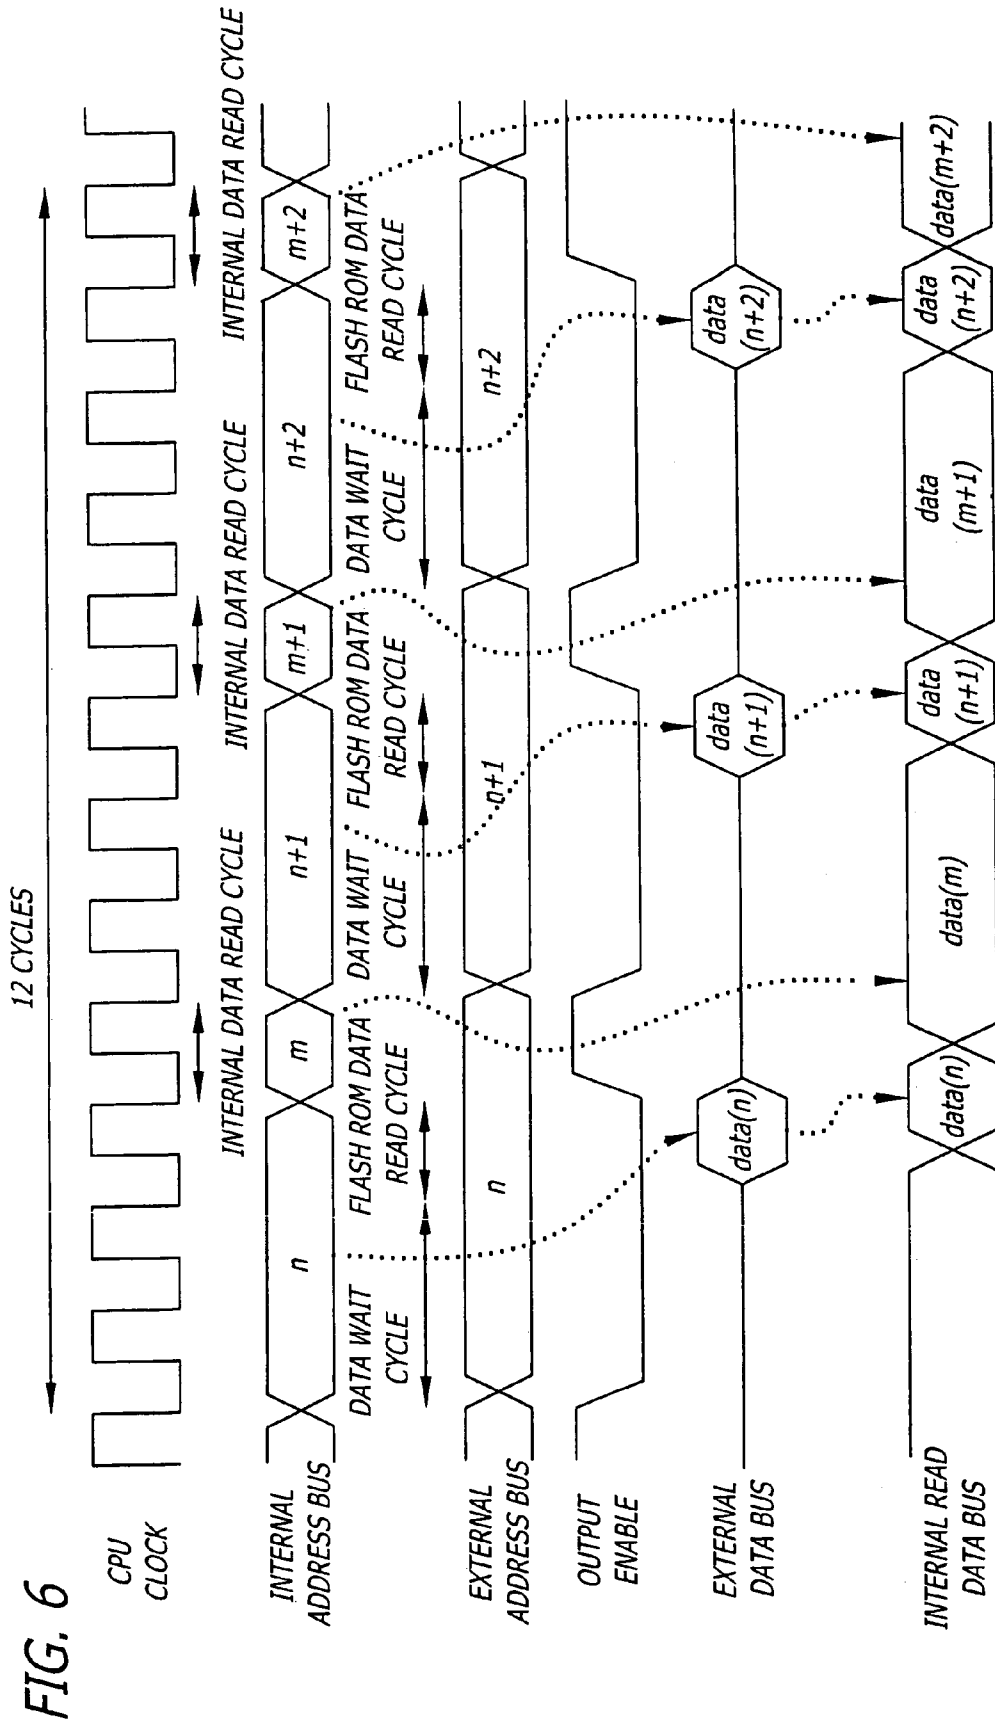 FIG. 6
12 CYCLES
CPU
CLOCK
INTERNAL DATA READ CYCLE
INTERNAL DATA READ CYCLE
INTERNAL DATA READ CYCLE
INTERNAL
ADDRESS BUS
n
m
n+1
m+1
n+2
m+2
DATA WAIT
CYCLE
FLASH ROM DATA
READ CYCLE
DATA WAIT
CYCLE
FLASH ROM DATA
READ CYCLE
DATA WAIT
CYCLE
FLASH ROM DATA
READ CYCLE
EXTERNAL
ADDRESS BUS
n
n+1
n+2
OUTPUT
ENABLE
EXTERNAL
DATA BUS
data(n)
data
(n+1)
data
(n+2)
INTERNAL READ
DATA BUS
data(n)
data(m)
data
(n+1)
data
(m+1)
data
(n+2)
data(m+2)